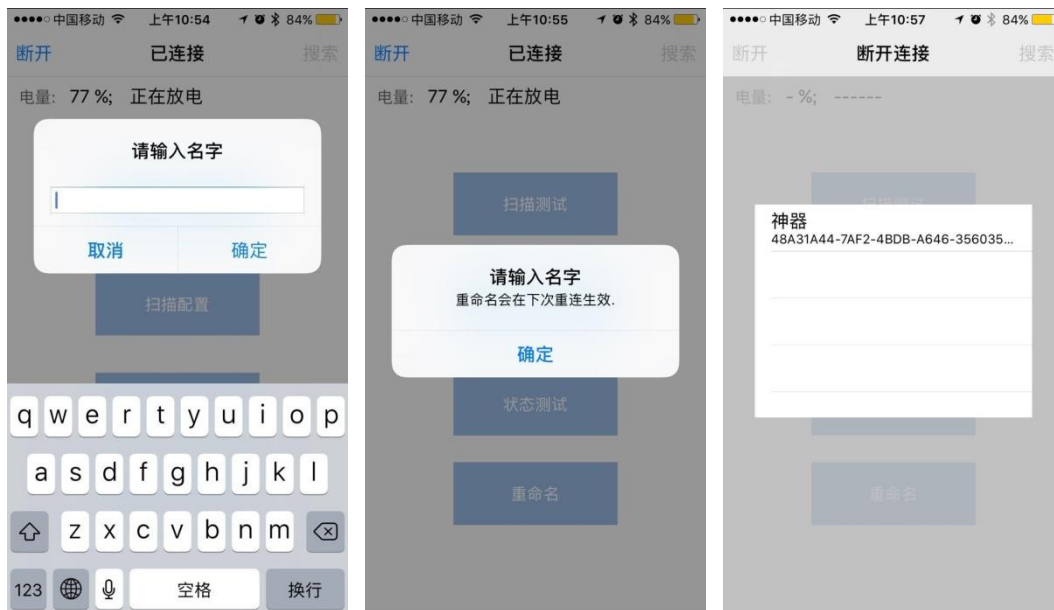 中国移动 上午10:54 84%
断开 已连接 搜索
电量: 77 %; 正在放电
请输入名字
取消 确定
扫描配置
q w e r t y u i o p
a s d f g h j k l
z x c v b n m
123 空格 换行
中国移动 上午10:55 84%
断开 已连接 搜索
电量: 77 %; 正在放电
扫描测试
请输入名字
重命名会在下次重连生效.
确定
状态测试
重命名
中国移动 上午10:57 84%
断开 断开连接 搜索
电量: - %; ------
扫描测试
神器
48A31A44-7AF2-4BDB-A646-356035...
重命名